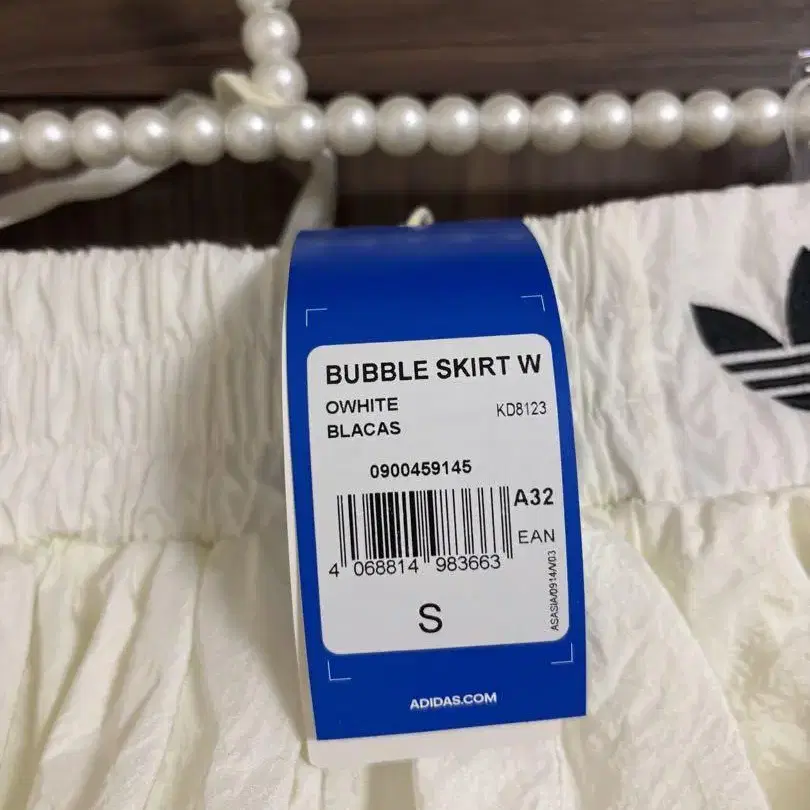 BUBBLE SKIRT W
OWHITE KD8123
BLACAS
0900459145
A32
EAN
4 068814 983663
S
ASASIA/0914/V03
ADIDAS.COM